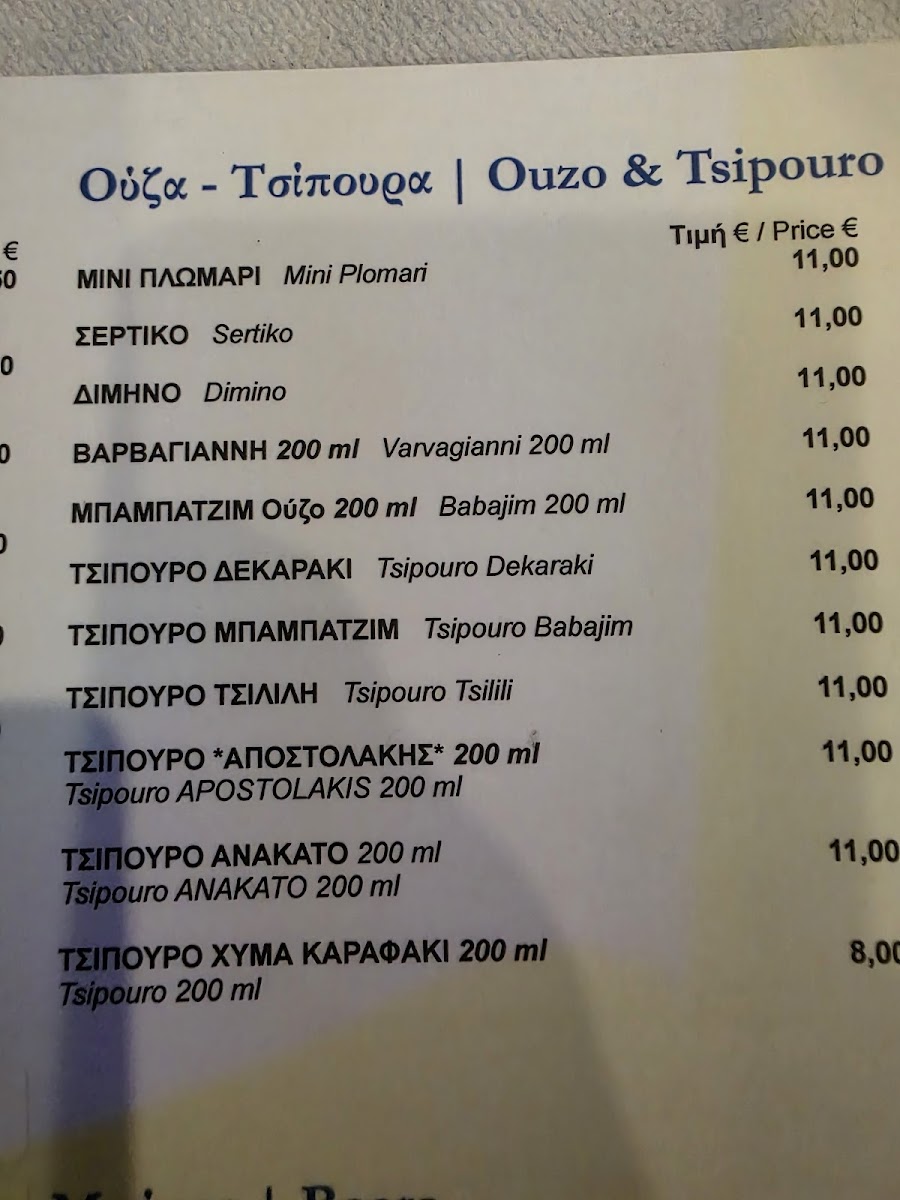 Ούζα - Τσίπουρα | Ouzo & Tsipouro
Τιμή € / Price €
ΜΙΝΙ ΠΛΩΜΑΡΙ Mini Plomari 11,00
ΣΕΡΤΙΚΟ Sertiko 11,00
ΔΙΜΗΝΟ Dimino 11,00
ΒΑΡΒΑΓΙΑΝΝΗ 200 ml Varvagianni 200 ml 11,00
ΜΠΑΜΠΑΤΖΙΜ Ούζο 200 ml Babajim 200 ml 11,00
ΤΣΙΠΟΥΡΟ ΔΕΚΑΡΑΚΙ Tsipouro Dekaraki 11,00
ΤΣΙΠΟΥΡΟ ΜΠΑΜΠΑΤΖΙΜ Tsipouro Babajim 11,00
ΤΣΙΠΟΥΡΟ ΤΣΙΛΙΛΗ Tsipouro Tsilili 11,00
ΤΣΙΠΟΥΡΟ *ΑΠΟΣΤΟΛΑΚΗΣ* 200 ml 11,00
Tsipouro APOSTOLAKIS 200 ml
ΤΣΙΠΟΥΡΟ ΑΝΑΚΑΤΟ 200 ml 11,00
Tsipouro ANAKATO 200 ml
ΤΣΙΠΟΥΡΟ ΧΥΜΑ ΚΑΡΑΦΑΚΙ 200 ml 8,00
Tsipouro 200 ml